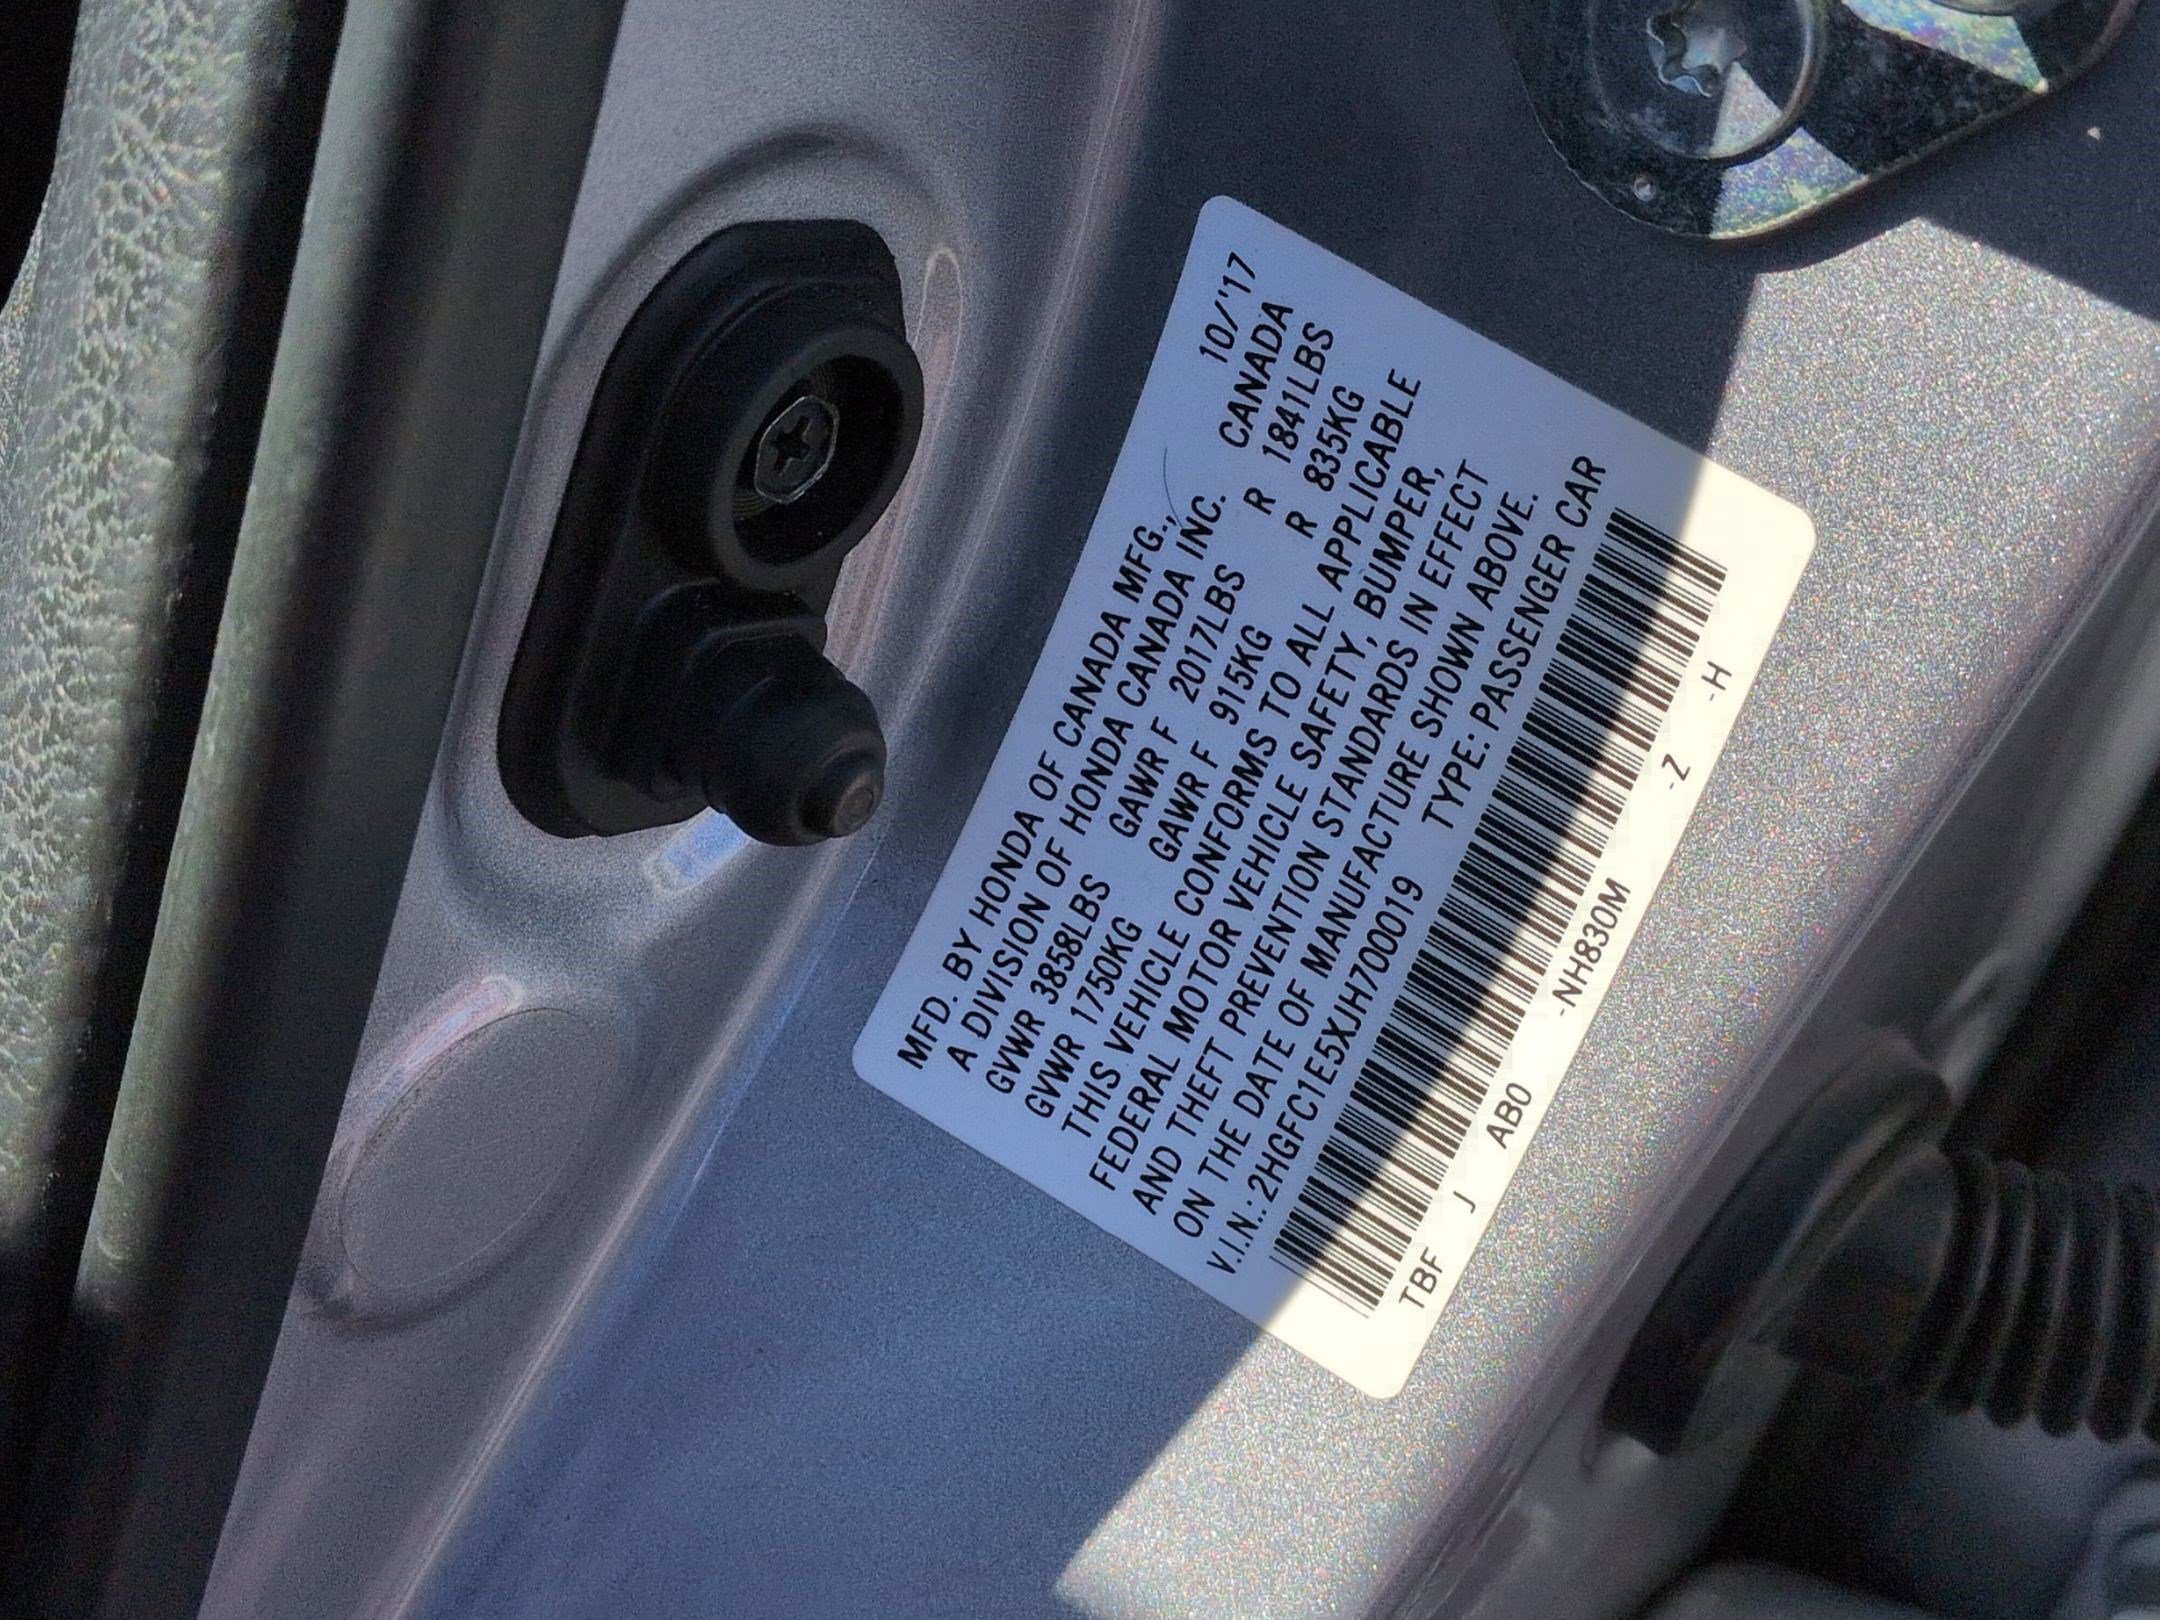 MFD. BY HONDA OF CANADA MFG., 10/'17
A DIVISION OF HONDA CANADA INC. CANADA
GVWR 3858LBS GAWR F 2017LBS R 1841LBS
GVWR 1750KG GAWR F 915KG R 835KG
THIS VEHICLE CONFORMS TO ALL APPLICABLE
FEDERAL MOTOR VEHICLE SAFETY, BUMPER,
AND THEFT PREVENTION STANDARDS IN EFFECT
ON THE DATE OF MANUFACTURE SHOWN ABOVE.
V.I.N.:2HGFC1E5XJH700019 TYPE: PASSENGER CAR
TBF J AB0 -NH830M -Z -H